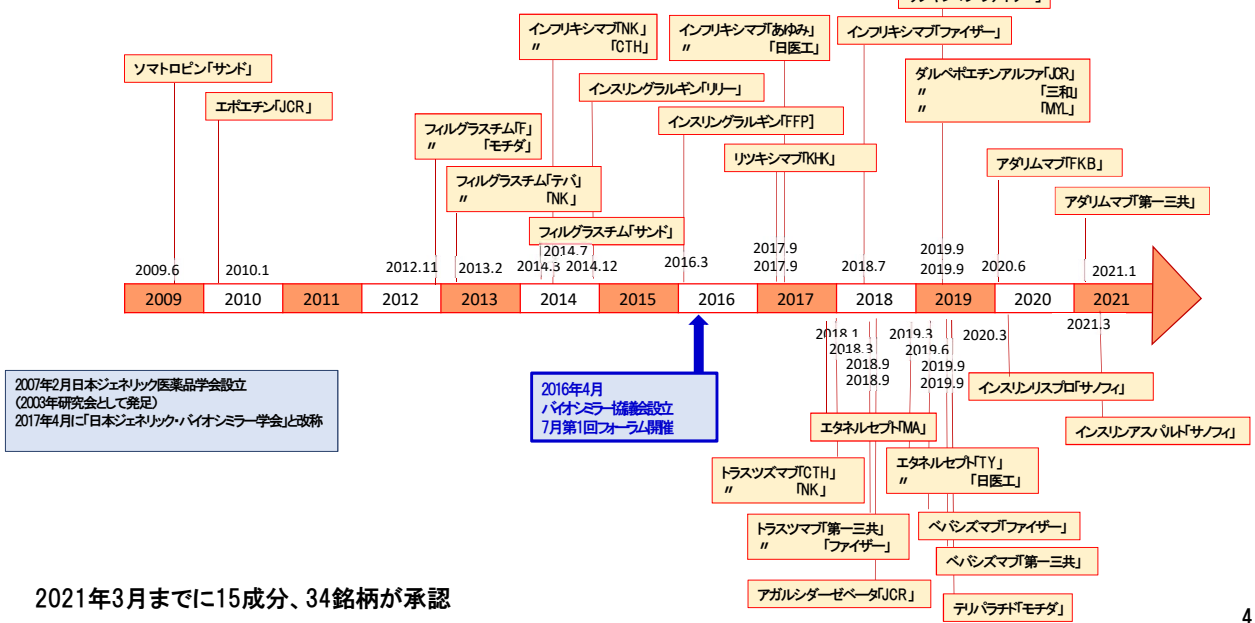 インフリキシマブ「NK」
〃 「CTH」
インフリキシマブ「あゆみ」
〃 「日医工」
インフリキシマブ「ファイザー」
ソマトロピン「サンド」
エポエチン「JCR」
インスリングラルギン「リリー」
ダルベポエチンアルファ「JCR」
〃 「三和」
〃 「MYL」
フィルグラスチム「F」
〃 「モチダ」
インスリングラルギン「FFP]
リツキシマブ「KHK」
アダリムマブ「FKB」
フィルグラスチム「テバ」
〃 「NK」
アダリムマブ「第一三共」
フィルグラスチム「サンド」
2009.6
2010.1
2012.11
2013.2
2014.3
2014.7
2014.12
2016.3
2017.9
2017.9
2018.7
2019.9
2019.9
2020.6
2021.1
2009 2010 2011 2012 2013 2014 2015 2016 2017 2018 2019 2020 2021
2018.1
2018.3
2018.9
2018.9
2019.3
2019.6
2019.9
2019.9
2020.3
2021.3
2007年2月日本ジェネリック医薬品学会設立
(2003年研究会として発足)
2017年4月に「日本ジェネリック・バイオシミラー学会」と改称
2016年4月
バイオシミラー協議会設立
7月第1回フォーラム開催
インスリンリスプロ「サノフィ」
エタネルセプト「MA」
インスリンアスパルト「サノフィ」
トラスツズマブ「CTH」
〃 「NK」
エタネルセプト「TY」
〃 「日医工」
トラスツマブ「第一三共」
〃 「ファイザー」
ベバシズマブ「ファイザー」
ベバシズマブ「第一三共」
アガルシダーゼベータ「JCR」
テリパラチド「モチダ」
2021年3月までに15成分、34銘柄が承認
4